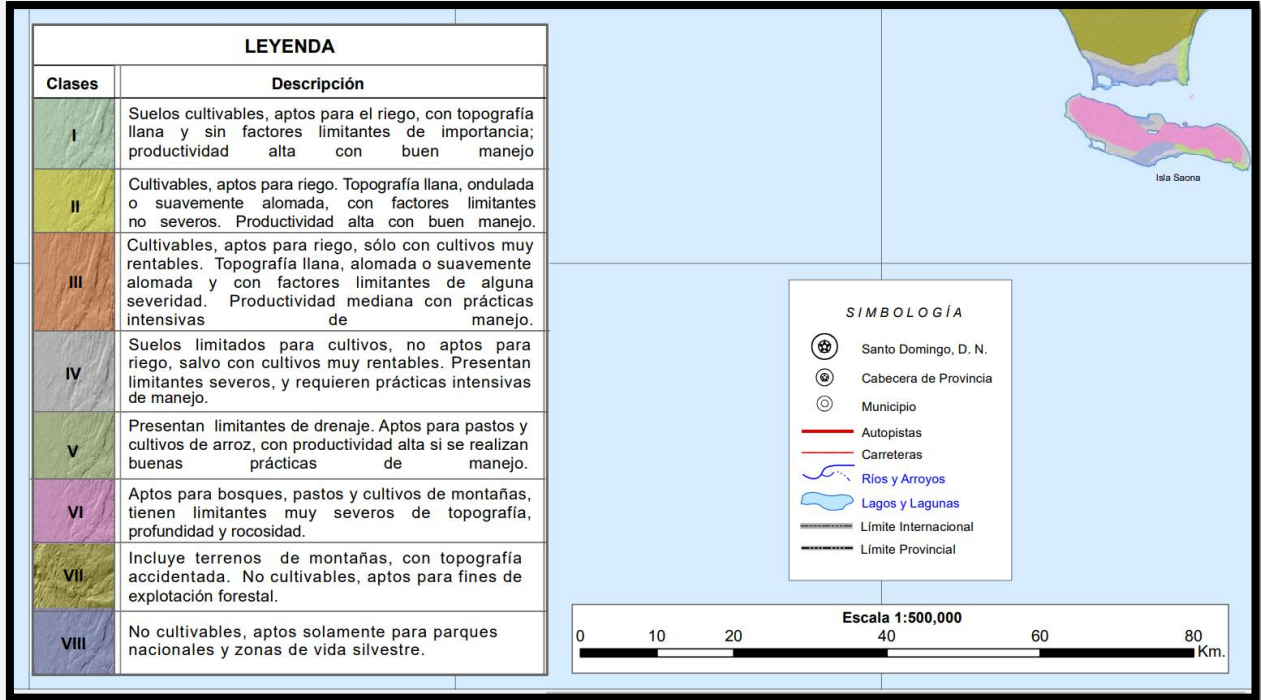 LEYENDA
Clases Descripción
I
Suelos cultivables, aptos para el riego, con topografía
llana y sin factores limitantes de importancia;
productividad alta con buen manejo
II
Cultivables, aptos para riego. Topografía llana, ondulada
o suavemente alomada, con factores limitantes
no severos. Productividad alta con buen manejo.
III
Cultivables, aptos para riego, sólo con cultivos muy
rentables. Topografía llana, alomada o suavemente
alomada y con factores limitantes de alguna
severidad. Productividad mediana con prácticas
intensivas de manejo.
IV
Suelos limitados para cultivos, no aptos para
riego, salvo con cultivos muy rentables. Presentan
limitantes severos, y requieren prácticas intensivas
de manejo.
V
Presentan limitantes de drenaje. Aptos para pastos y
cultivos de arroz, con productividad alta si se realizan
buenas prácticas de manejo.
VI
Aptos para bosques, pastos y cultivos de montañas,
tienen limitantes muy severos de topografía,
profundidad y rocosidad.
VII
Incluye terrenos de montañas, con topografía
accidentada. No cultivables, aptos para fines de
explotación forestal.
VIII
No cultivables, aptos solamente para parques
nacionales y zonas de vida silvestre.
Isla Saona
SIMBOLOGÍA
Santo Domingo, D. N.
Cabecera de Provincia
Municipio
Autopistas
Carreteras
Ríos y Arroyos
Lagos y Lagunas
Límite Internacional
Límite Provincial
Escala 1:500,000
0 10 20 40 60 80
Km.